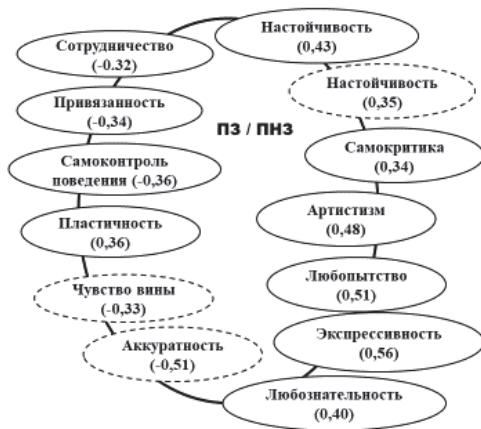 Настойчивость
(0,43)
Сотрудничество
(-0.32)
Настойчивость
(0,35)
Привязанность
(-0,34)
ПЗ / ПНЗ
Самокритика
(0,34)
Самоконтроль
поведения (-0,36)
Артистизм
(0,48)
Пластичность
(0,36)
Любопытство
(0,51)
Чувство вины
(-0,33)
Экспрессивность
(0,56)
Аккуратность
(-0,51)
Любознательность
(0,40)